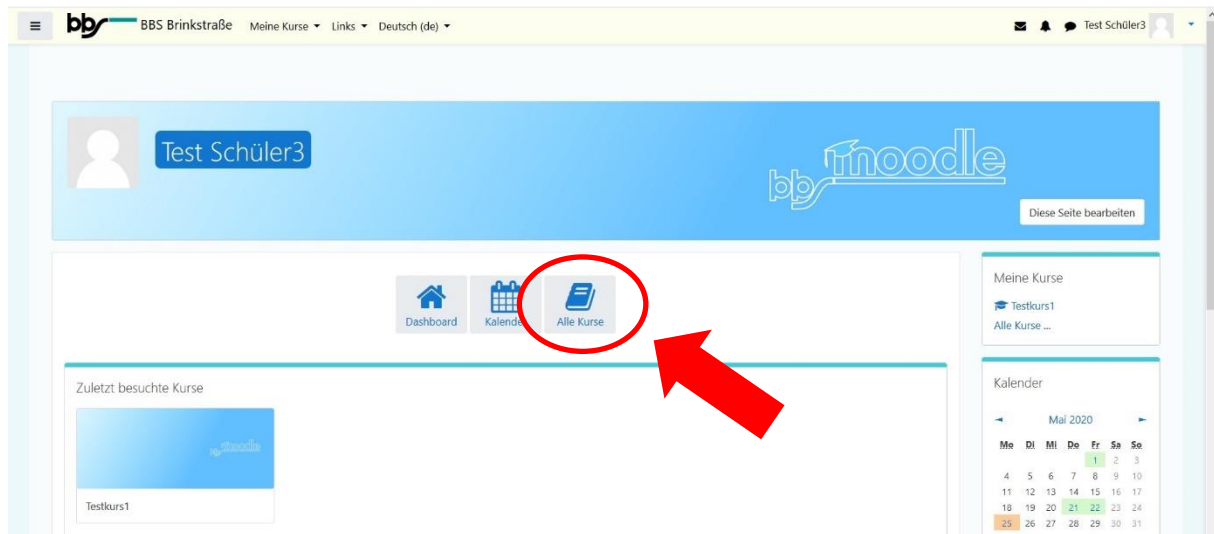 bbs BBS Brinkstraße Meine Kurse Links Deutsch (de) Test Schüler3
Test Schüler3
bbs moodle
Diese Seite bearbeiten
Dashboard Kalender Alle Kurse
Meine Kurse
Testkurs1
Alle Kurse ...
Zuletzt besuchte Kurse
bbs moodle
Testkurs1
Kalender
Mai 2020
Mo Di Mi Do Fr Sa So
1 2 3
4 5 6 7 8 9 10
11 12 13 14 15 16 17
18 19 20 21 22 23 24
25 26 27 28 29 30 31